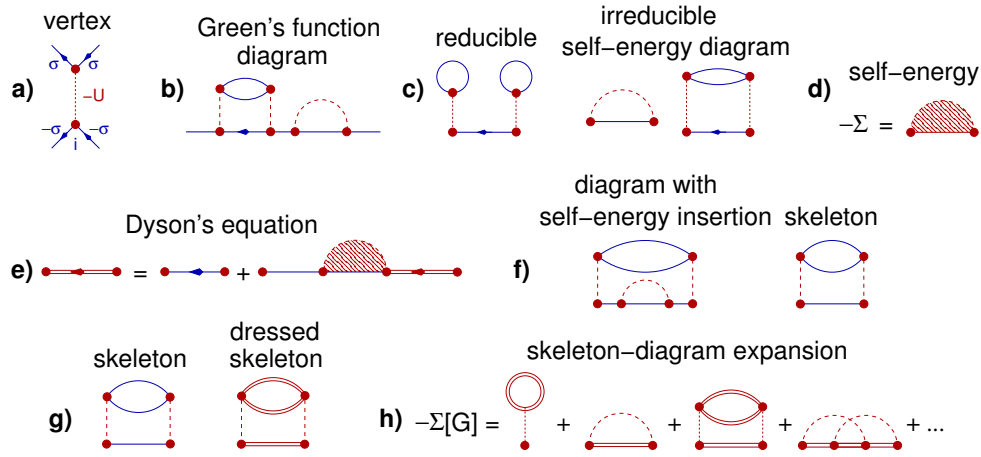 vertex
a)
σ
σ
−U
−σ
−σ
i
Green's function
diagram
b)
reducible
c)
irreducible
self−energy diagram
self−energy
d)
−Σ =
Dyson's equation
e)
=
+
diagram with
self−energy insertion
f)
skeleton
g)
skeleton
dressed
skeleton
skeleton−diagram expansion
h)
−Σ[G] = + + + + ...